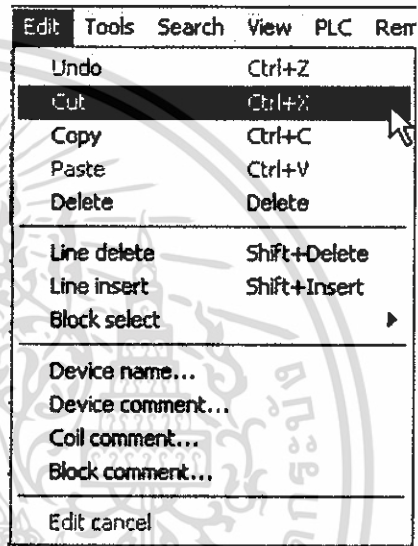 Edit Tools Search View PLC Rem
Undo Ctrl+Z
Cut Ctrl+X
Copy Ctrl+C
Paste Ctrl+V
Delete Delete
Line delete Shift+Delete
Line insert Shift+Insert
Block select
Device name...
Device comment...
Coil comment...
Block comment...
Edit cancel